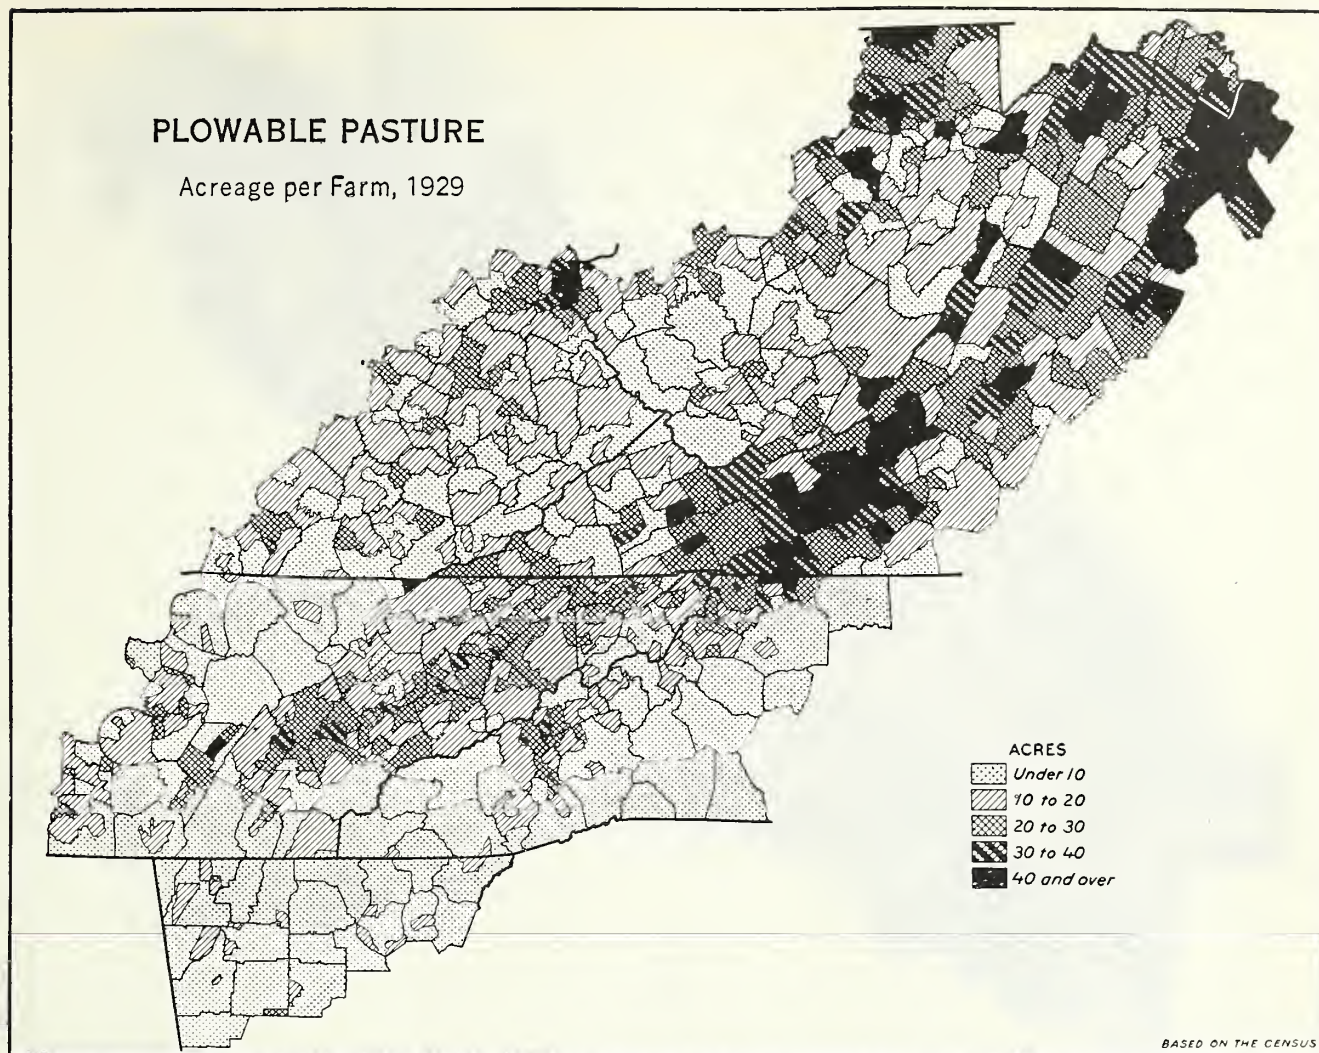 PLOWABLE PASTURE
Acreage per Farm, 1929
ACRES
Under 10
10 to 20
20 to 30
30 to 40
40 and over
BASED ON THE CENSUS